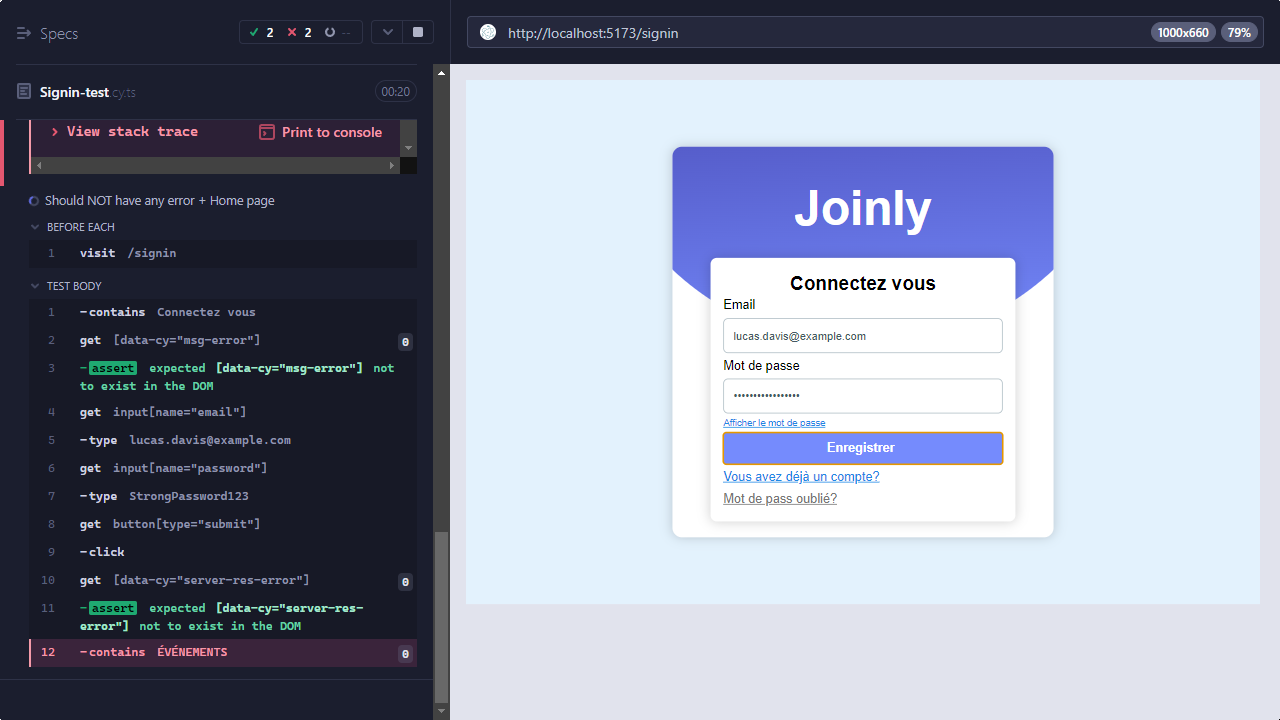 Specs
2
2
--
Signin-test.cy.ts
00:20
View stack trace
Print to console
Should NOT have any error + Home page
BEFORE EACH
1 visit /signin
TEST BODY
1 -contains Connectez vous
2 get [data-cy="msg-error"] 0
3 -assert expected [data-cy="msg-error"] not
to exist in the DOM
4 get input[name="email"]
5 -type lucas.davis@example.com
6 get input[name="password"]
7 -type StrongPassword123
8 get button[type="submit"]
9 -click
10 get [data-cy="server-res-error"] 0
11 -assert expected [data-cy="server-res-
error"] not to exist in the DOM
12 -contains ÉVÉNEMENTS 0
http://localhost:5173/signin
1000x660
79%
Joinly
Connectez vous
Email
lucas.davis@example.com
Mot de passe
•••••••••••••••••
Afficher le mot de passe
Enregistrer
Vous avez déjà un compte?
Mot de pass oublié?